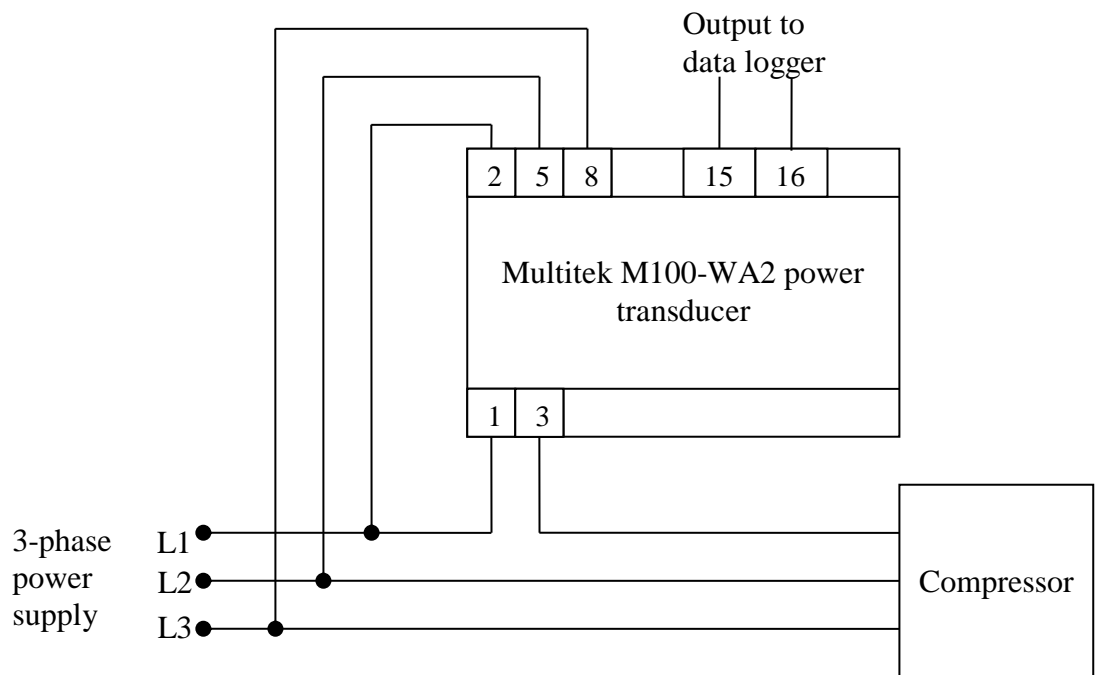 Output to
data logger
2 5 8 15 16
Multitek M100-WA2 power
transducer
1 3
3-phase
power
supply
L1
L2
L3
Compressor